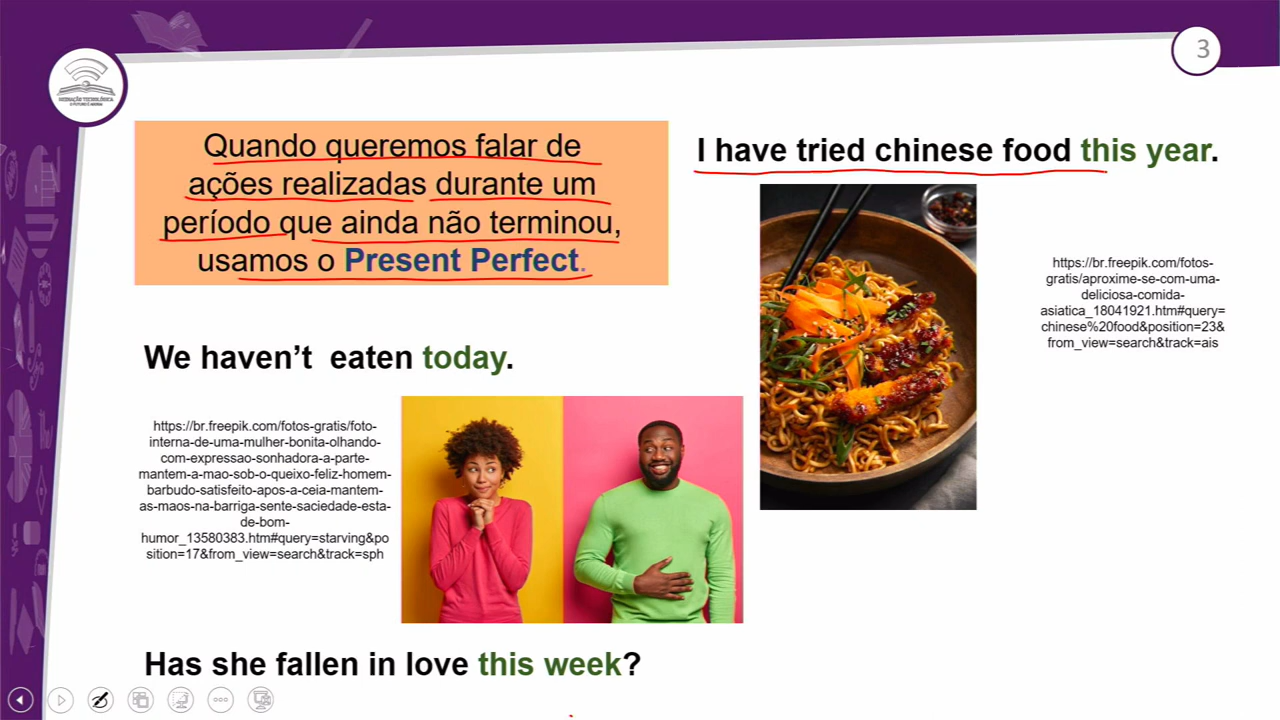 3
MEDIAÇÃO TECNOLÓGICA
O FUTURO É AGORA
Quando queremos falar de
ações realizadas durante um
período que ainda não terminou,
usamos o Present Perfect.
I have tried chinese food this year.
https://br.freepik.com/fotos-
gratis/aproxime-se-com-uma-
deliciosa-comida-
asiatica_18041921.htm#query=
chinese%20food&position=23&
from_view=search&track=ais
We haven’t  eaten today.
https://br.freepik.com/fotos-gratis/foto-
interna-de-uma-mulher-bonita-olhando-
com-expressao-sonhadora-a-parte-
mantem-a-mao-sob-o-queixo-feliz-homem-
barbudo-satisfeito-apos-a-ceia-mantem-
as-maos-na-barriga-sente-saciedade-esta-
de-bom-
humor_13580383.htm#query=starving&po
sition=17&from_view=search&track=sph
Has she fallen in love this week?